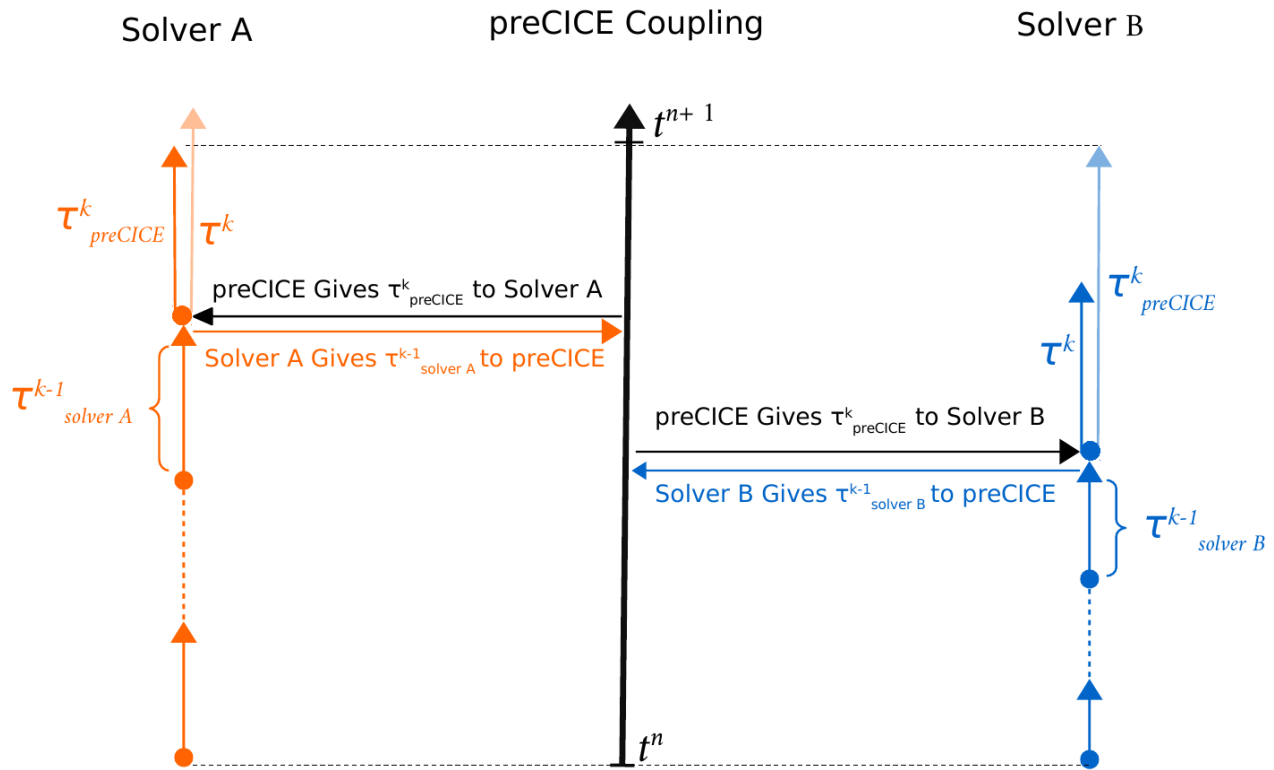 Solver A
preCICE Coupling
Solver B
t^{n+ 1}
τ^k_{preCICE}
τ^k
preCICE Gives τ^k_{preCICE} to Solver A
Solver A Gives τ^{k-1}_{solver A} to preCICE
τ^{k-1}_{solver A}
τ^k_{preCICE}
τ^k
preCICE Gives τ^k_{preCICE} to Solver B
Solver B Gives τ^{k-1}_{solver B} to preCICE
τ^{k-1}_{solver B}
t^n